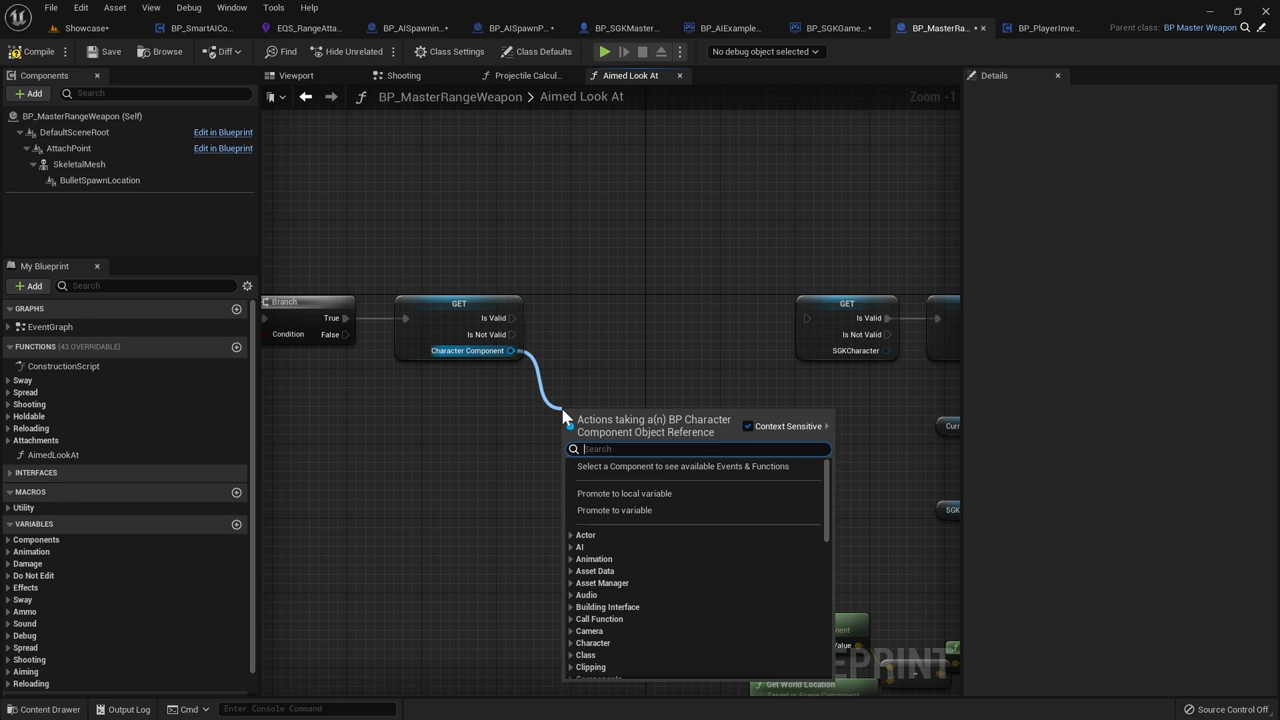 File Edit Asset View Debug Window Tools Help
Showcase•
BP_SmartAICo...
EQS_RangeAtta...
BP_AISpawnin...•
BP_AISpawnP...•
BP_SGKMaster...
BP_AIExample...
BP_SGKGame...•
BP_MasterRa... •
BP_PlayerInve...
Parent class: BP Master Weapon
Compile Save Browse Diff Find Hide Unrelated Class Settings Class Defaults No debug object selected
Components
Add Search
BP_MasterRangeWeapon (Self)
DefaultSceneRoot Edit in Blueprint
AttachPoint Edit in Blueprint
SkeletalMesh
BulletSpawnLocation
My Blueprint
Add Search
GRAPHS
EventGraph
FUNCTIONS (43 OVERRIDABLE)
ConstructionScript
Sway
Spread
Shooting
Holdable
Reloading
Attachments
AimedLookAt
INTERFACES
MACROS
Utility
VARIABLES
Components
Animation
Damage
Do Not Edit
Effects
Sway
Ammo
Sound
Debug
Spread
Shooting
Aiming
Reloading
Viewport Shooting Projectile Calcul... Aimed Look At
BP_MasterRangeWeapon > Aimed Look At Zoom -1
Branch
True
Condition False
GET
Is Valid
Is Not Valid
Character Component
GET
Is Valid
Is Not Valid
SGKCharacter
Curr
SGK
Actions taking a(n) BP Character
Component Object Reference
Context Sensitive
Search
Select a Component to see available Events & Functions
Promote to local variable
Promote to variable
Actor
AI
Animation
Asset Data
Asset Manager
Audio
Building Interface
Call Function
Camera
Character
Class
Clipping
Value
Get World Location
Target is Scene Component
Details
Content Drawer Cmd Enter Console Command Source Control Off